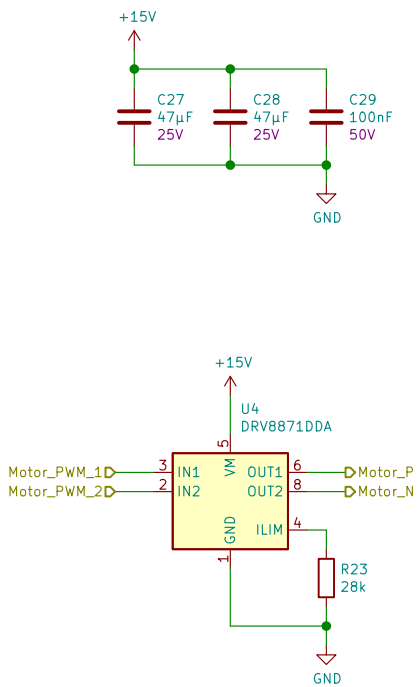 +15V
C27
47µF
25V
C28
47µF
25V
C29
100nF
50V
GND
+15V
U4
DRV8871DDA
5
VM
Motor_PWM_1
3
IN1
OUT1
6
Motor_P
Motor_PWM_2
2
IN2
OUT2
8
Motor_N
GND
1
ILIM
4
R23
28k
GND